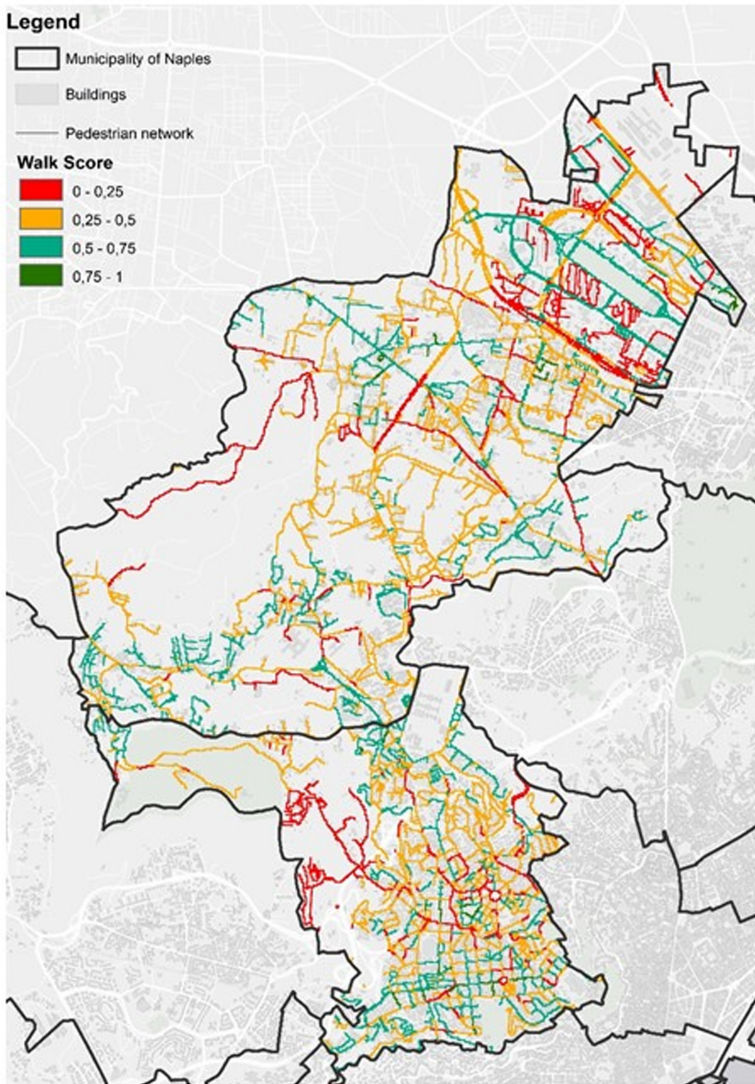 Legend
Municipality of Naples
Buildings
Pedestrian network
Walk Score
0 - 0,25
0,25 - 0,5
0,5 - 0,75
0,75 - 1